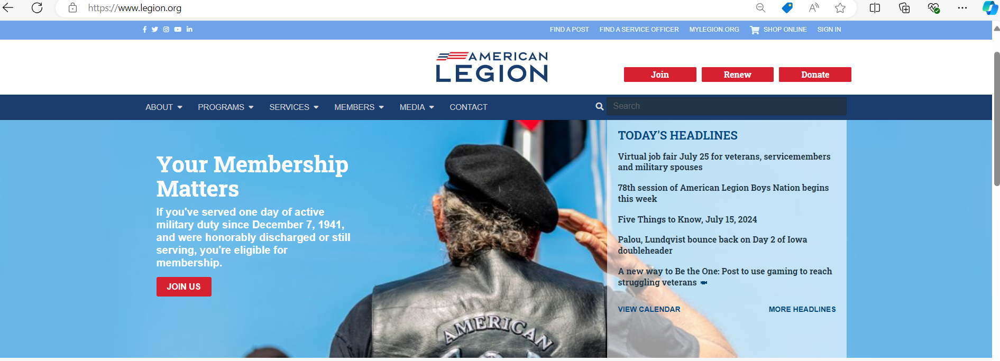 https://www.legion.org
FIND A POST FIND A SERVICE OFFICER MYLEGION.ORG SHOP ONLINE SIGN IN
AMERICAN
LEGION
Join Renew Donate
ABOUT PROGRAMS SERVICES MEMBERS MEDIA CONTACT Search
Your Membership
Matters
If you've served one day of active
military duty since December 7, 1941,
and were honorably discharged or still
serving, you're eligible for
membership.
JOIN US
TODAY'S HEADLINES
Virtual job fair July 25 for veterans, servicemembers
and military spouses
78th session of American Legion Boys Nation begins
this week
Five Things to Know, July 15, 2024
Palou, Lundqvist bounce back on Day 2 of Iowa
doubleheader
A new way to Be the One: Post to use gaming to reach
struggling veterans
VIEW CALENDAR MORE HEADLINES
AMERICAN